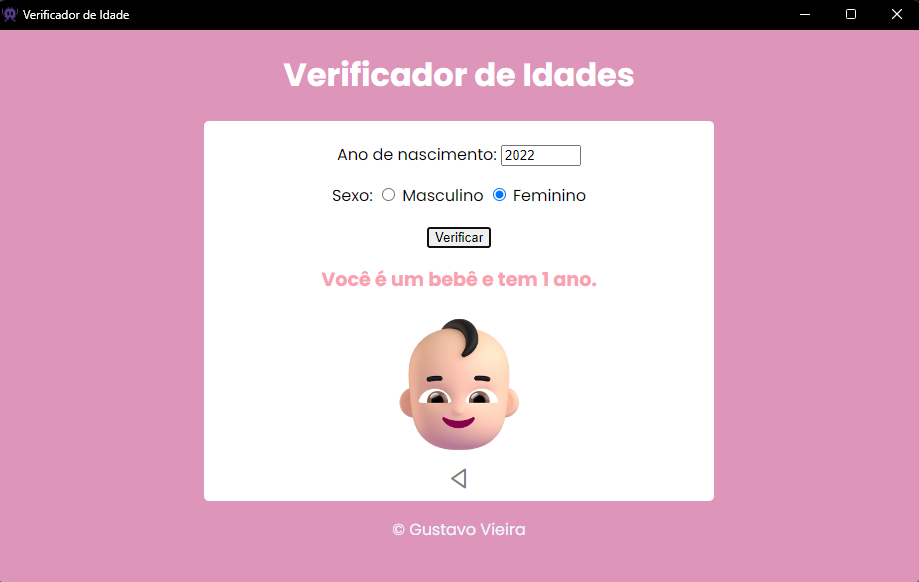 Verificador de Idade
Verificador de Idades
Ano de nascimento: 2022
Sexo: Masculino Feminino
Verificar
Você é um bebê e tem 1 ano.
© Gustavo Vieira